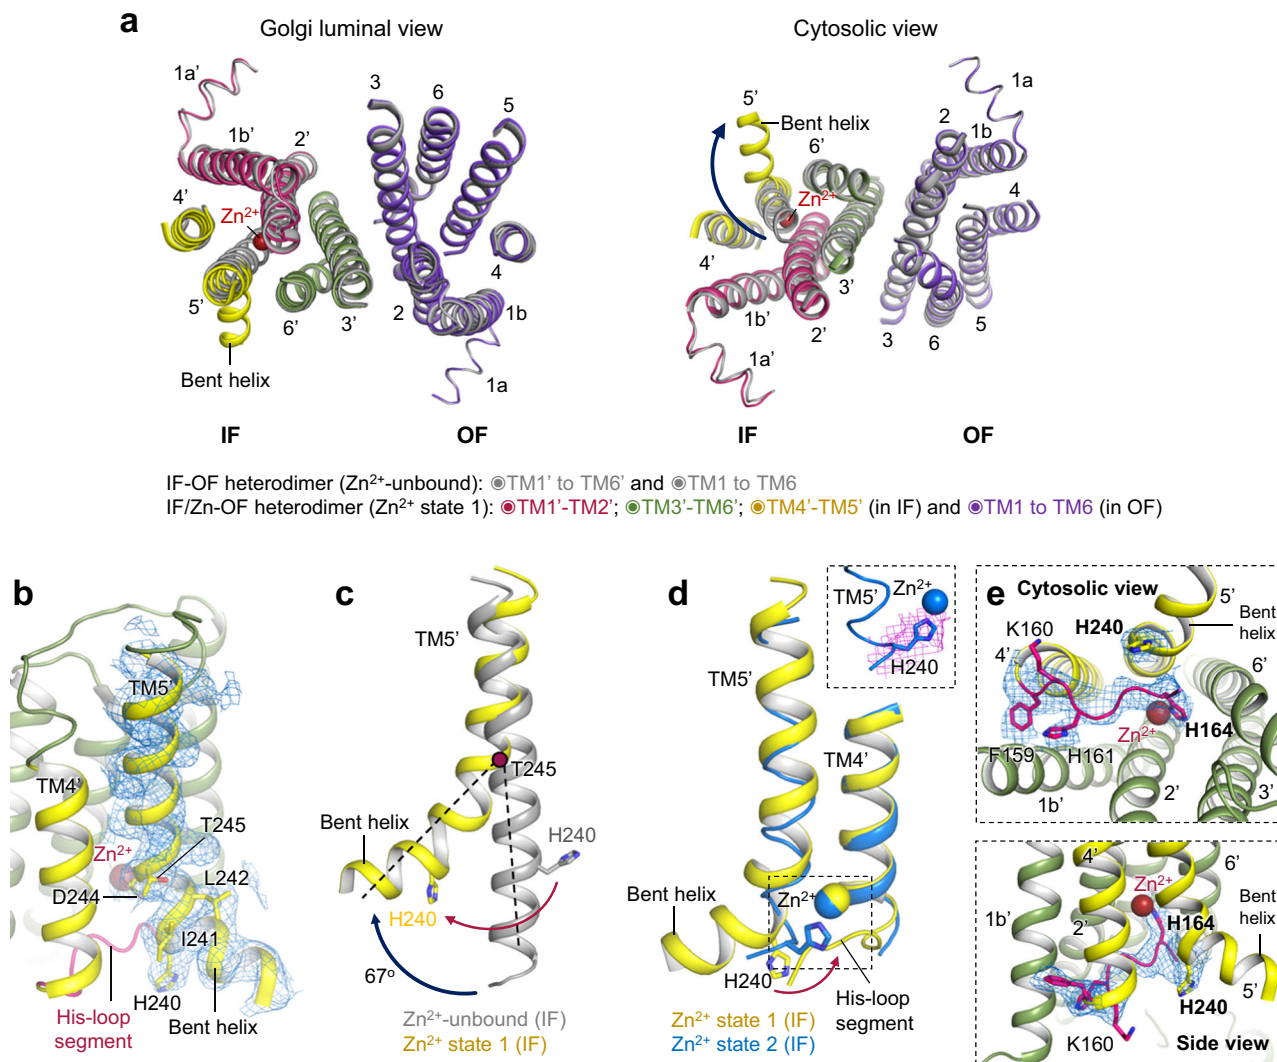 a
Golgi luminal view
Cytosolic view
1a’
1b’
2’
4’
Zn2+
5’
6’
3’
Bent helix
3
6
5
4
2
1b
1a
IF
OF
5’
Bent helix
6’
Zn2+
4’
3’
1b’
2’
1a’
1a
2
1b
4
3
6
5
IF
OF
IF-OF heterodimer (Zn2+-unbound): ◉TM1’ to TM6’ and ◉TM1 to TM6
IF/Zn-OF heterodimer (Zn2+ state 1): ◉TM1’-TM2’; ◉TM3’-TM6’; ◉TM4’-TM5’ (in IF) and ◉TM1 to TM6 (in OF)
b
TM5’
TM4’
T245
Zn2+
L242
D244
I241
H240
His-loop
segment
Bent helix
c
TM5’
T245
Bent helix
H240
H240
67o
Zn2+-unbound (IF)
Zn2+ state 1 (IF)
d
TM5’
Zn2+
H240
TM5’
TM4’
Zn2+
Bent helix
H240
His-loop
segment
Zn2+ state 1 (IF)
Zn2+ state 2 (IF)
e
Cytosolic view
5’
K160
H240
Bent
helix
4’
6’
Zn2+
H164
F159
H161
1b’
2’
3’
4’
6’
Zn2+
1b’
H164
Bent
helix
2’
H240
5’
K160
Side view